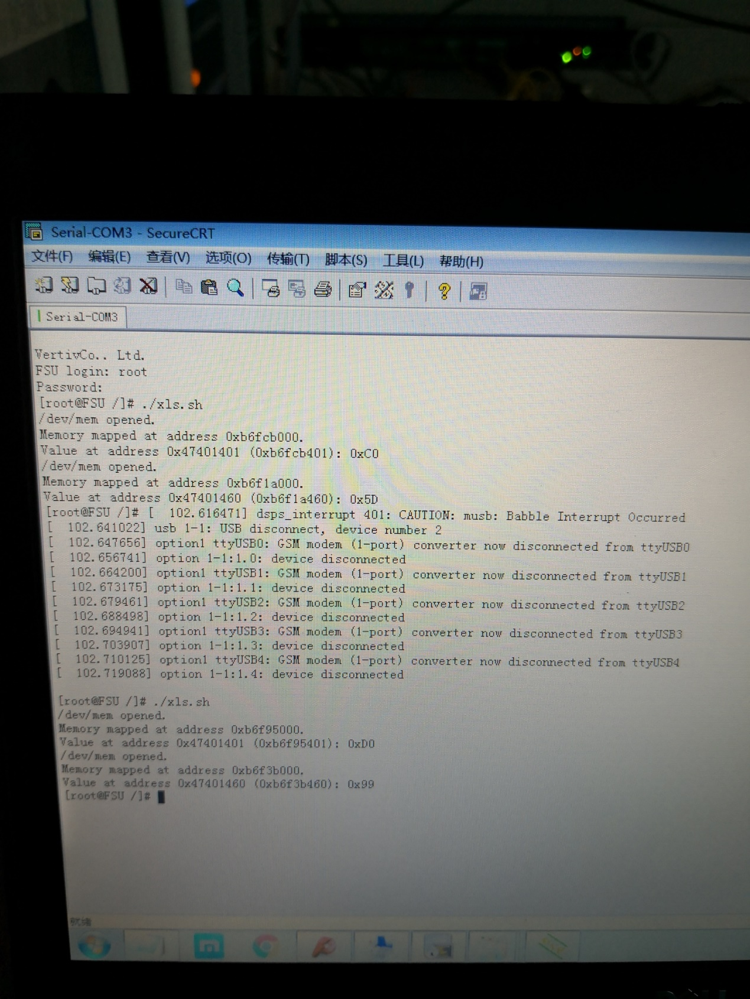 Serial-COM3 - SecureCRT
文件(F) 编辑(E) 查看(V) 选项(O) 传输(T) 脚本(S) 工具(L) 帮助(H)
Serial-COM3
VertivCo.. Ltd.
FSU login: root
Password:
[root@FSU /]# ./xls.sh
/dev/mem opened.
Memory mapped at address 0xb6fcb000.
Value at address 0x47401401 (0xb6fcb401): 0xC0
/dev/mem opened.
Memory mapped at address 0xb6f1a000.
Value at address 0x47401460 (0xb6f1a460): 0x5D
[root@FSU /]# [  102.616471] dsps_interrupt 401: CAUTION: musb: Babble Interrupt Occurred
[  102.641022] usb 1-1: USB disconnect, device number 2
[  102.647656] option1 ttyUSB0: GSM modem (1-port) converter now disconnected from ttyUSB0
[  102.656741] option 1-1:1.0: device disconnected
[  102.664200] option1 ttyUSB1: GSM modem (1-port) converter now disconnected from ttyUSB1
[  102.673175] option 1-1:1.1: device disconnected
[  102.679461] option1 ttyUSB2: GSM modem (1-port) converter now disconnected from ttyUSB2
[  102.688498] option 1-1:1.2: device disconnected
[  102.694941] option1 ttyUSB3: GSM modem (1-port) converter now disconnected from ttyUSB3
[  102.703907] option 1-1:1.3: device disconnected
[  102.710125] option1 ttyUSB4: GSM modem (1-port) converter now disconnected from ttyUSB4
[  102.719088] option 1-1:1.4: device disconnected
[root@FSU /]# ./xls.sh
/dev/mem opened.
Memory mapped at address 0xb6f95000.
Value at address 0x47401401 (0xb6f95401): 0xD0
/dev/mem opened.
Memory mapped at address 0xb6f3b000.
Value at address 0x47401460 (0xb6f3b460): 0x99
[root@FSU /]#
就绪